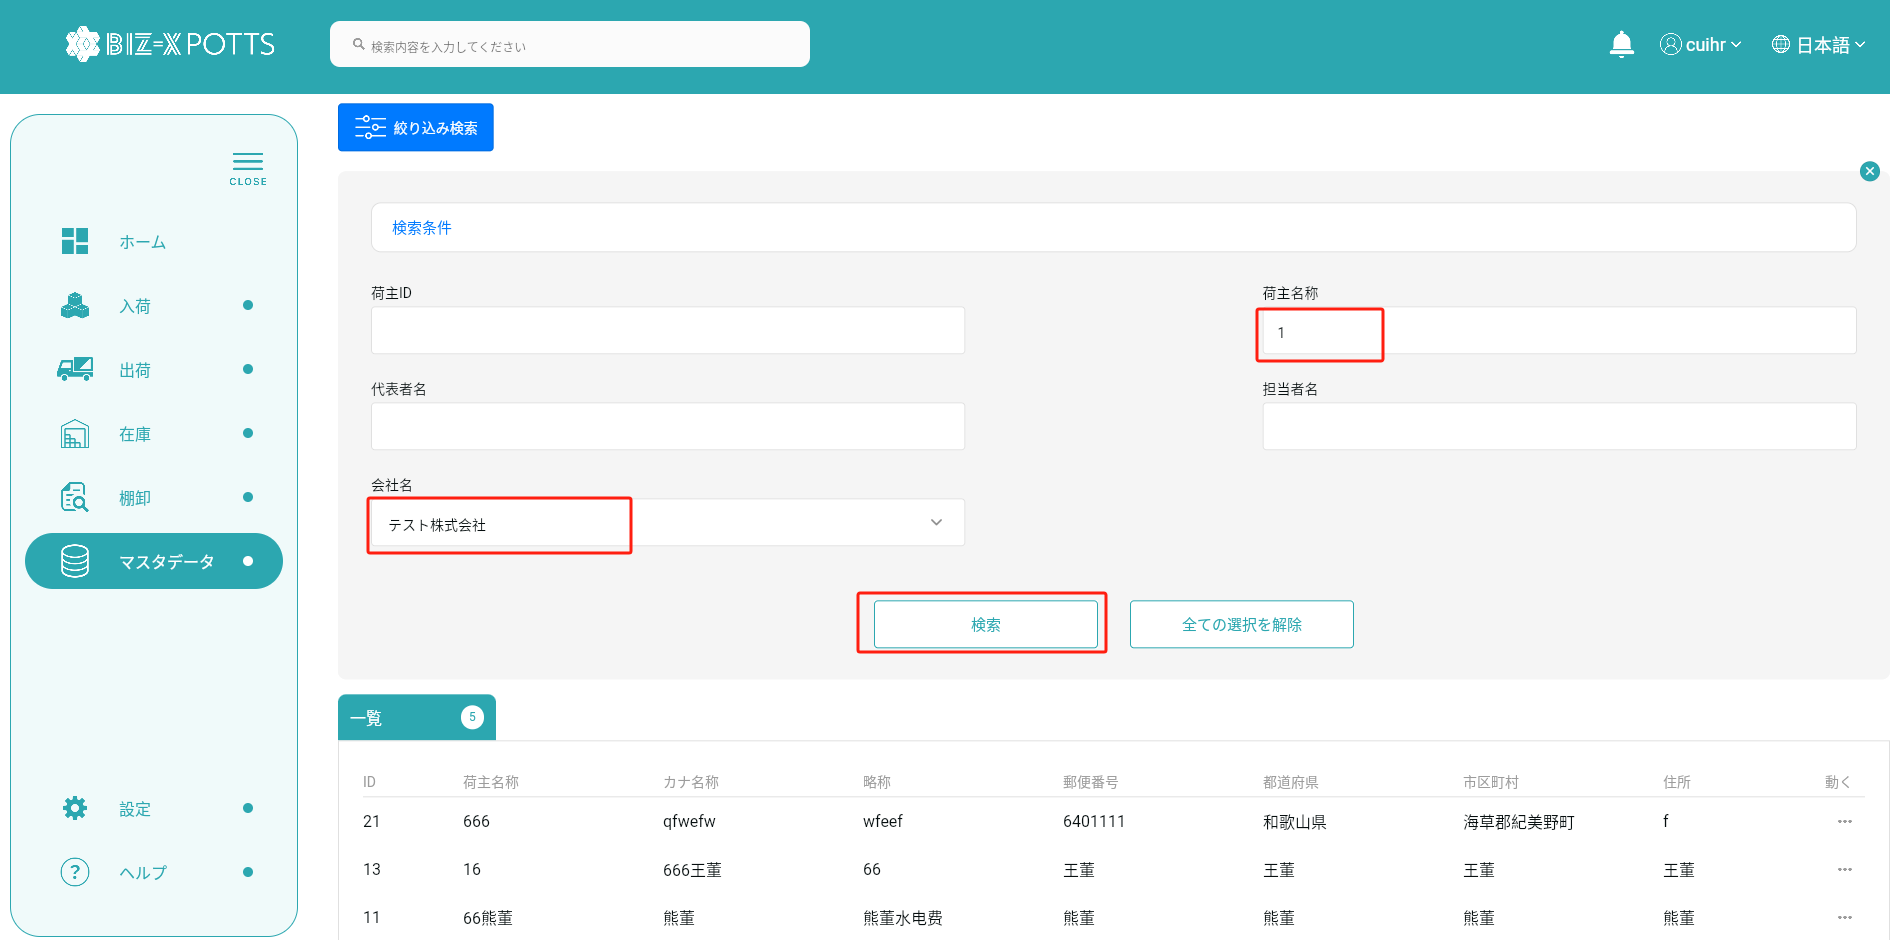 BIZ=X POTTS
検索内容を入力してください
cuihr
日本語
CLOSE
ホーム
入荷
出荷
在庫
棚卸
マスタデータ
設定
? ヘルプ
絞り込み検索
検索条件
荷主ID
荷主名称
1
代表者名
担当者名
会社名
テスト株式会社
検索
全ての選択を解除
一覧 5
ID 荷主名称 カナ名称 略称 郵便番号 都道府県 市区町村 住所 動く
21 666 qfwefw wfeef 6401111 和歌山県 海草郡紀美野町 f ···
13 16 666王董 66 王董 王董 王董 王董 ···
11 66熊董 熊董 熊董水电费 熊董 熊董 熊董 熊董 ···